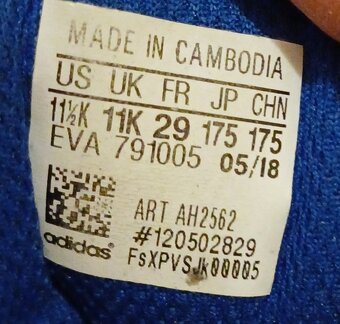 MADE IN CAMBODIA
US UK FR JP CHN
11½K 11K 29 175 175
EVA 791005 05/18
ART AH2562
#120502829
adidas FsXPVSJk00005